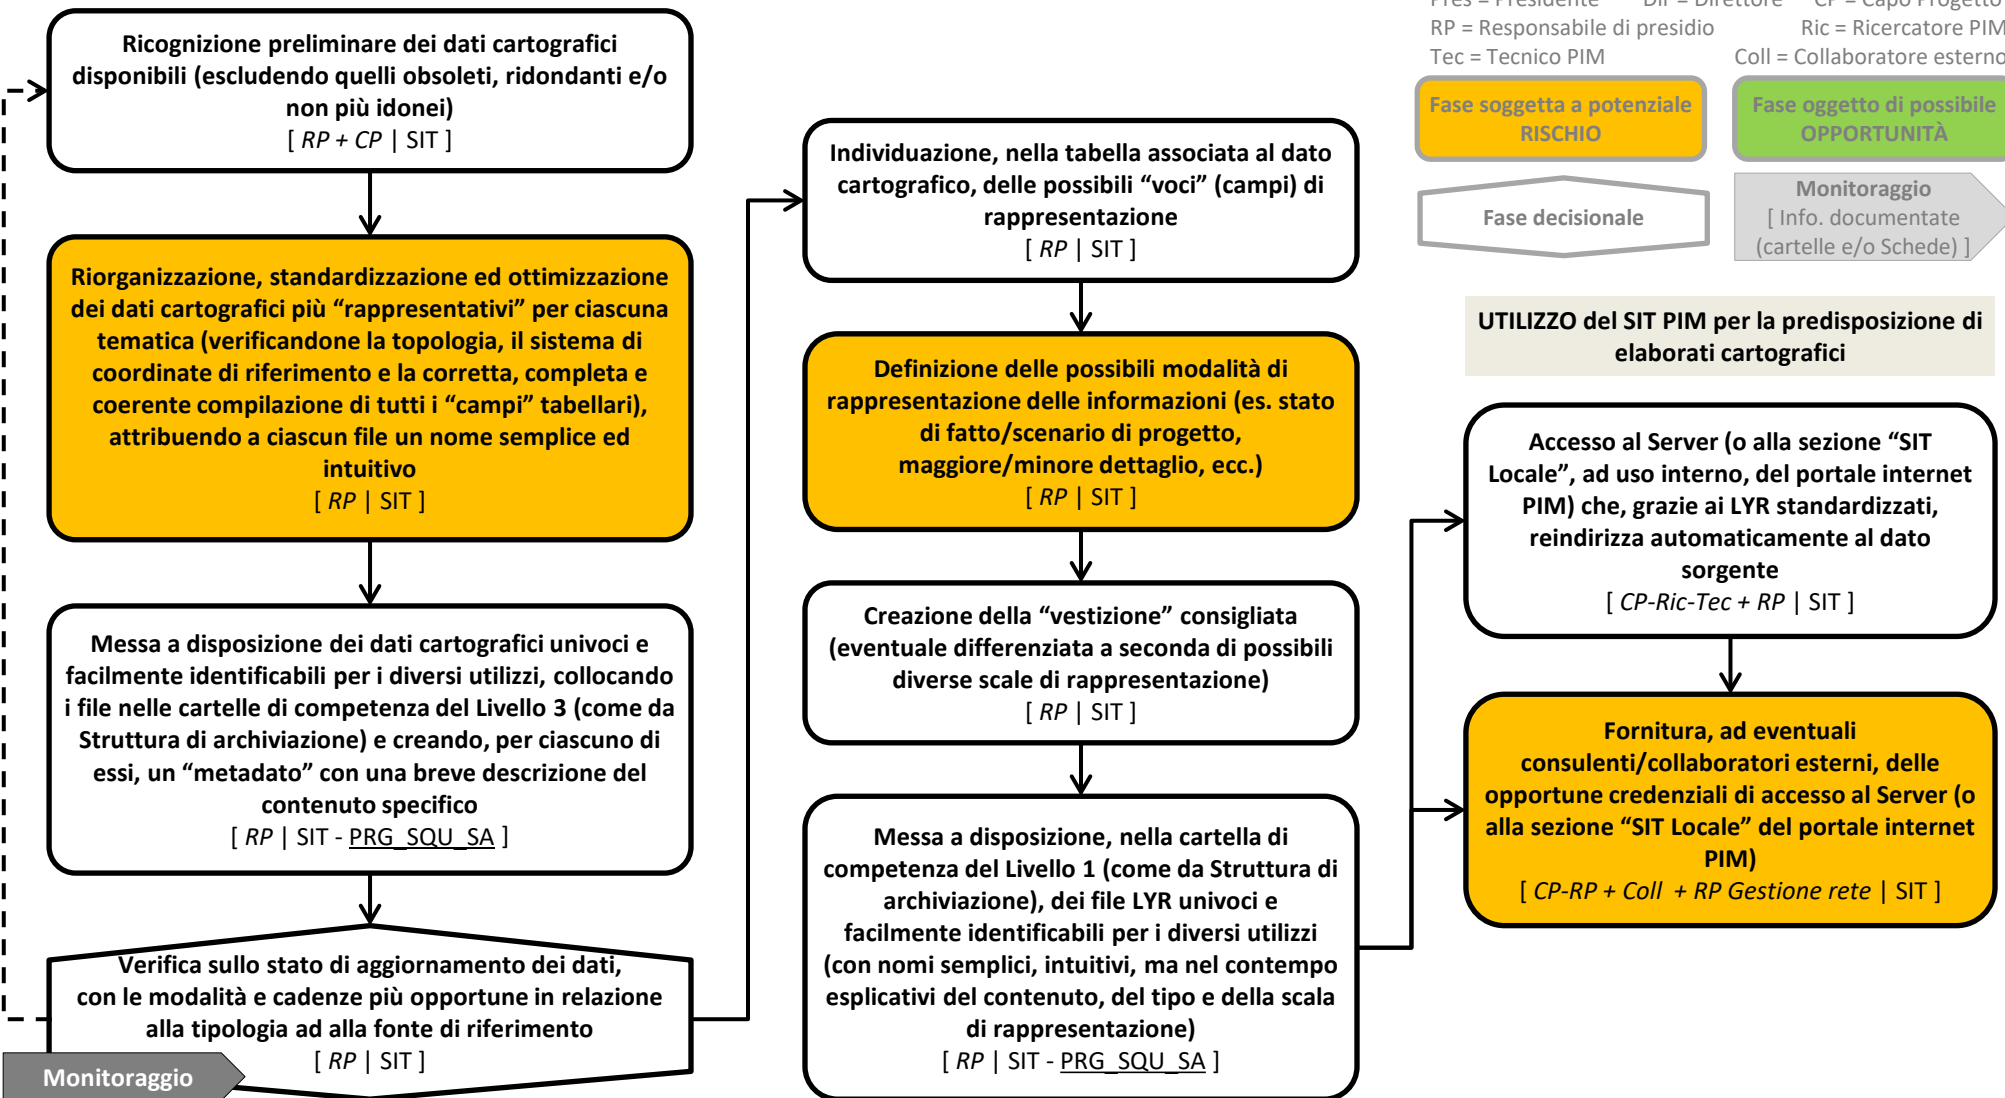 Ricognizione preliminare dei dati cartografici
disponibili (escludendo quelli obsoleti, ridondanti e/o
non più idonei)
[ RP + CP | SIT ]
Riorganizzazione, standardizzazione ed ottimizzazione
dei dati cartografici più “rappresentativi” per ciascuna
tematica (verificandone la topologia, il sistema di
coordinate di riferimento e la corretta, completa e
coerente compilazione di tutti i “campi” tabellari),
attribuendo a ciascun file un nome semplice ed
intuitivo
[ RP | SIT ]
Messa a disposizione dei dati cartografici univoci e
facilmente identificabili per i diversi utilizzi, collocando
i file nelle cartelle di competenza del Livello 3 (come da
Struttura di archiviazione) e creando, per ciascuno di
essi, un “metadato” con una breve descrizione del
contenuto specifico
[ RP | SIT - PRG_SQU_SA ]
Verifica sullo stato di aggiornamento dei dati,
con le modalità e cadenze più opportune in relazione
alla tipologia ad alla fonte di riferimento
[ RP | SIT ]
Monitoraggio
Individuazione, nella tabella associata al dato
cartografico, delle possibili “voci” (campi) di
rappresentazione
[ RP | SIT ]
Definizione delle possibili modalità di
rappresentazione delle informazioni (es. stato
di fatto/scenario di progetto,
maggiore/minore dettaglio, ecc.)
[ RP | SIT ]
Creazione della “vestizione” consigliata
(eventuale differenziata a seconda di possibili
diverse scale di rappresentazione)
[ RP | SIT ]
Messa a disposizione, nella cartella di
competenza del Livello 1 (come da Struttura di
archiviazione), dei file LYR univoci e
facilmente identificabili per i diversi utilizzi
(con nomi semplici, intuitivi, ma nel contempo
esplicativi del contenuto, del tipo e della scala
di rappresentazione)
[ RP | SIT - PRG_SQU_SA ]
Pres = Presidente Dir = Direttore CP = Capo Progetto
RP = Responsabile di presidio Ric = Ricercatore PIM
Tec = Tecnico PIM Coll = Collaboratore esterno
Fase soggetta a potenziale
RISCHIO
Fase oggetto di possibile
OPPORTUNITÀ
Fase decisionale
Monitoraggio
[ Info. documentate
(cartelle e/o Schede) ]
UTILIZZO del SIT PIM per la predisposizione di
elaborati cartografici
Accesso al Server (o alla sezione “SIT
Locale”, ad uso interno, del portale internet
PIM) che, grazie ai LYR standardizzati,
reindirizza automaticamente al dato
sorgente
[ CP-Ric-Tec + RP | SIT ]
Fornitura, ad eventuali
consulenti/collaboratori esterni, delle
opportune credenziali di accesso al Server (o
alla sezione “SIT Locale” del portale internet
PIM)
[ CP-RP + Coll + RP Gestione rete | SIT ]